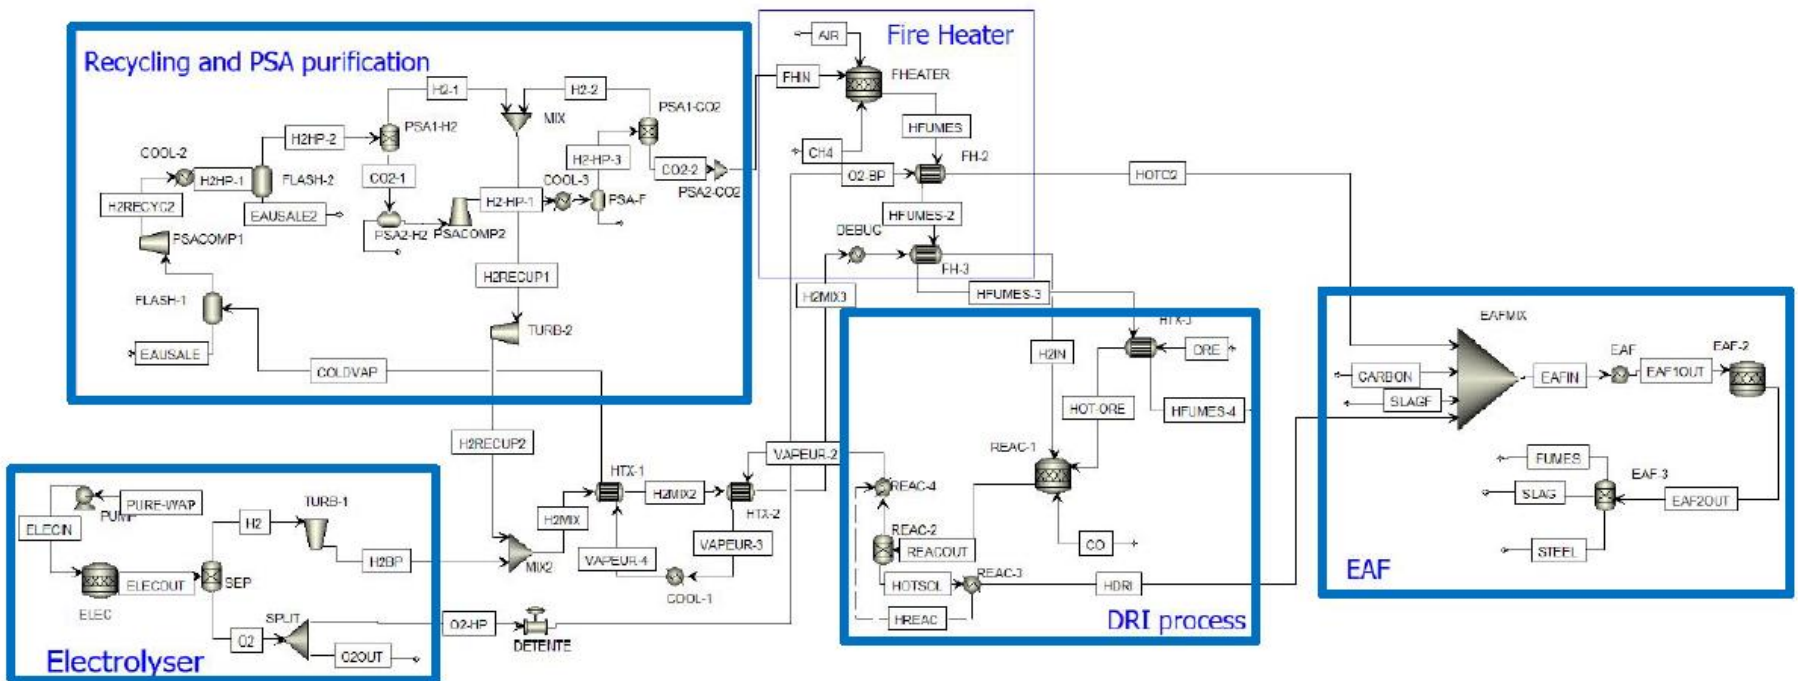 Recycling and PSA purification
H2-1
H2-2
MIX
PSA1-CO2
H2HP-2
PSA1-H2
H2-HP-3
COOL-2
H2HP-1
FLASH-2
CO2-1
H2-HP-1
COOL-3
CO2-2
PSA2-CO2
H2RECYC2
EAUSALE2
PSA2-H2
PSACOMP2
PSA-F
PSACOMP1
H2RECUP1
FLASH-1
TURB-2
EAUSALE
COLDVAP
Fire Heater
AIR
FHIN
FHEATER
HFUMES
CH4
FH-2
O2-BP
HOTO2
HFUMES-2
DEBUG
FH-3
H2MIX3
HFUMES-3
H2RECUP2
HTX-1
H2MIX2
HTX-2
H2MIX
VAPEUR-2
VAPEUR-3
VAPEUR-4
MIX2
COOL-1
O2-HP
DETENTE
TURB-1
H2
ELECIN
H2BP
ELECOUT
SEP
ELEC
SPLIT
O2
O2OUT
Electrolyser
HTX-3
H2IN
HOT-ORE
HFUMES-4
REAC-1
REAC-4
REAC-2
REACOUT
CO
HOTSOL
REAC-3
HDRI
HREAC
DRI process
EAFMIX
EAF
EAF-2
CARBON
EAFIN
EAF1OUT
SLAGF
FUMES
EAF-3
SLAG
EAF2OUT
STEEL
EAF